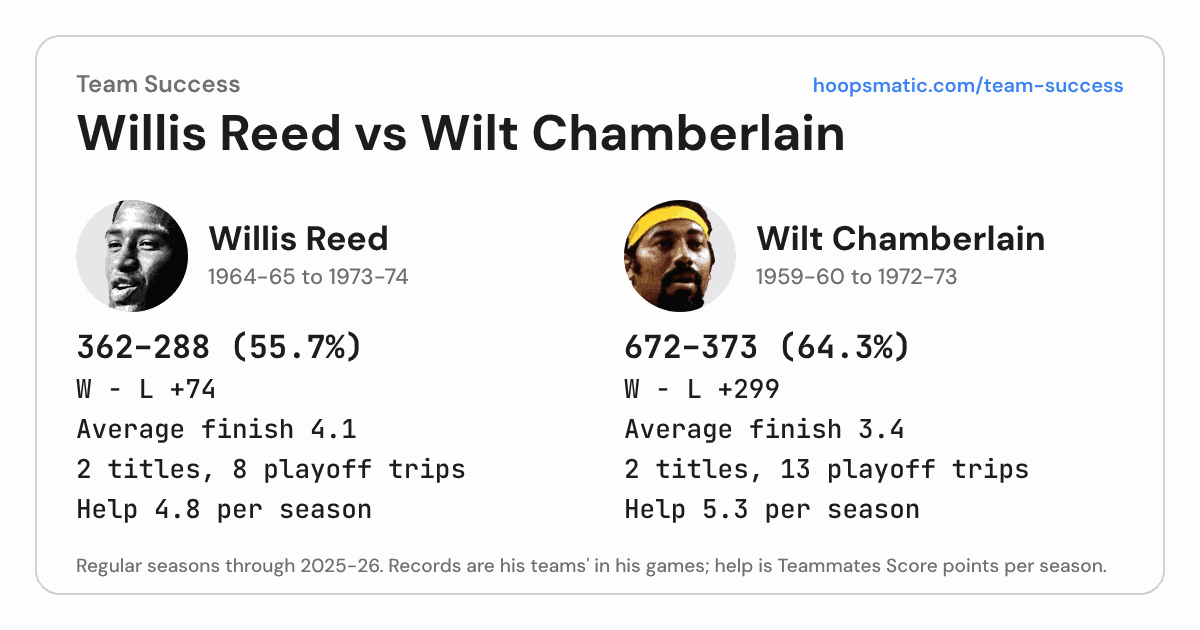 Team Success
hoopsmatic.com/team-success
Willis Reed vs Wilt Chamberlain
Willis Reed
1964-65 to 1973-74
362-288 (55.7%)
W - L +74
Average finish 4.1
2 titles, 8 playoff trips
Help 4.8 per season
Wilt Chamberlain
1959-60 to 1972-73
672-373 (64.3%)
W - L +299
Average finish 3.4
2 titles, 13 playoff trips
Help 5.3 per season
Regular seasons through 2025-26. Records are his teams' in his games; help is Teammates Score points per season.